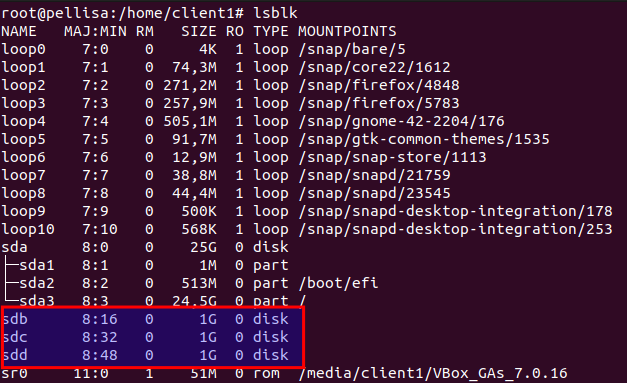 root@pellisa:/home/client1# lsblk
NAME MAJ:MIN RM SIZE RO TYPE MOUNTPOINTS
loop0 7:0 0 4K 1 loop /snap/bare/5
loop1 7:1 0 74,3M 1 loop /snap/core22/1612
loop2 7:2 0 271,2M 1 loop /snap/firefox/4848
loop3 7:3 0 257,9M 1 loop /snap/firefox/5783
loop4 7:4 0 505,1M 1 loop /snap/gnome-42-2204/176
loop5 7:5 0 91,7M 1 loop /snap/gtk-common-themes/1535
loop6 7:6 0 12,9M 1 loop /snap/snap-store/1113
loop7 7:7 0 38,8M 1 loop /snap/snapd/21759
loop8 7:8 0 44,4M 1 loop /snap/snapd/23545
loop9 7:9 0 500K 1 loop /snap/snapd-desktop-integration/178
loop10 7:10 0 568K 1 loop /snap/snapd-desktop-integration/253
sda 8:0 0 25G 0 disk
├─sda1 8:1 0 1M 0 part
├─sda2 8:2 0 513M 0 part /boot/efi
└─sda3 8:3 0 24,5G 0 part /
sdb 8:16 0 1G 0 disk
sdc 8:32 0 1G 0 disk
sdd 8:48 0 1G 0 disk
sr0 11:0 1 51M 0 rom /media/client1/VBox_GAs_7.0.16